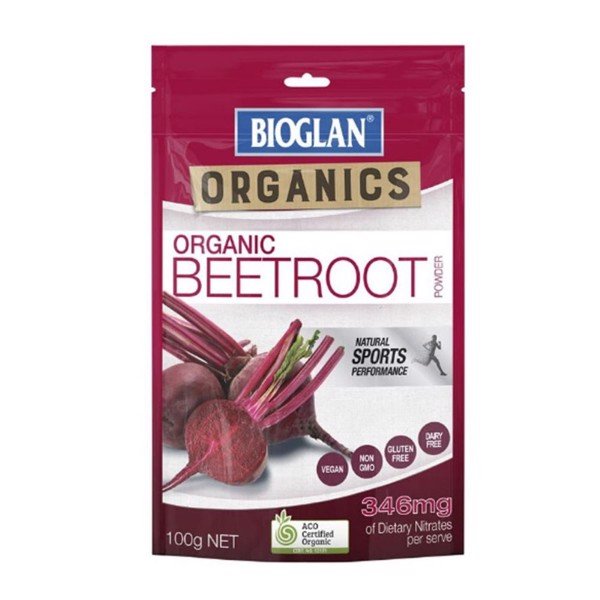 BIOGLAN®
ORGANICS
ORGANIC
BEETROOT
POWDER
NATURAL
SPORTS
PERFORMANCE
VEGAN
NON
GMO
GLUTEN
FREE
DAIRY
FREE
346mg
of Dietary Nitrates
per serve
100g NET
ACO
Certified
Organic